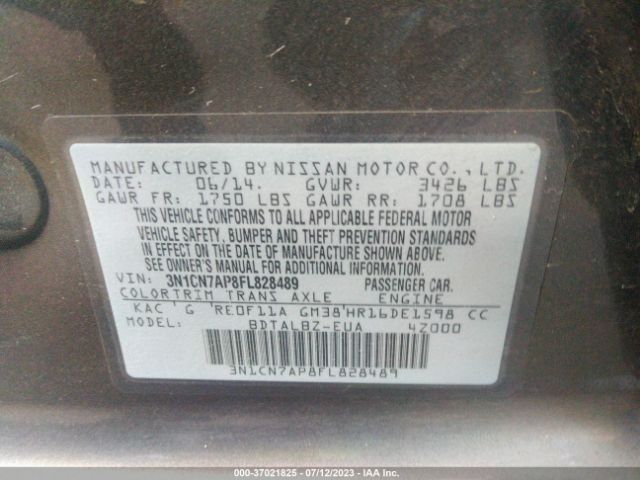 MANUFACTURED BY NISSAN MOTOR CO., LTD.
DATE: 06/14. GVWR: 3426 LBS
GAWR FR: 1750 LBS GAWR RR: 1708 LBS
THIS VEHICLE CONFORMS TO ALL APPLICABLE FEDERAL MOTOR
VEHICLE SAFETY, BUMPER AND THEFT PREVENTION STANDARDS
IN EFFECT ON THE DATE OF MANUFACTURE SHOWN ABOVE.
SEE OWNER'S MANUAL FOR ADDITIONAL INFORMATION.
VIN: 3N1CN7AP8FL828489 PASSENGER CAR.
COLOR TRIM TRANS AXLE ENGINE
KAC G RE0F11A GM38 HR16DE1598 CC
MODEL: BDTALBZ-EUA 4Z000
3N1CN7AP8FL828489
000-37021825 / 07/12/2023 - IAA Inc.